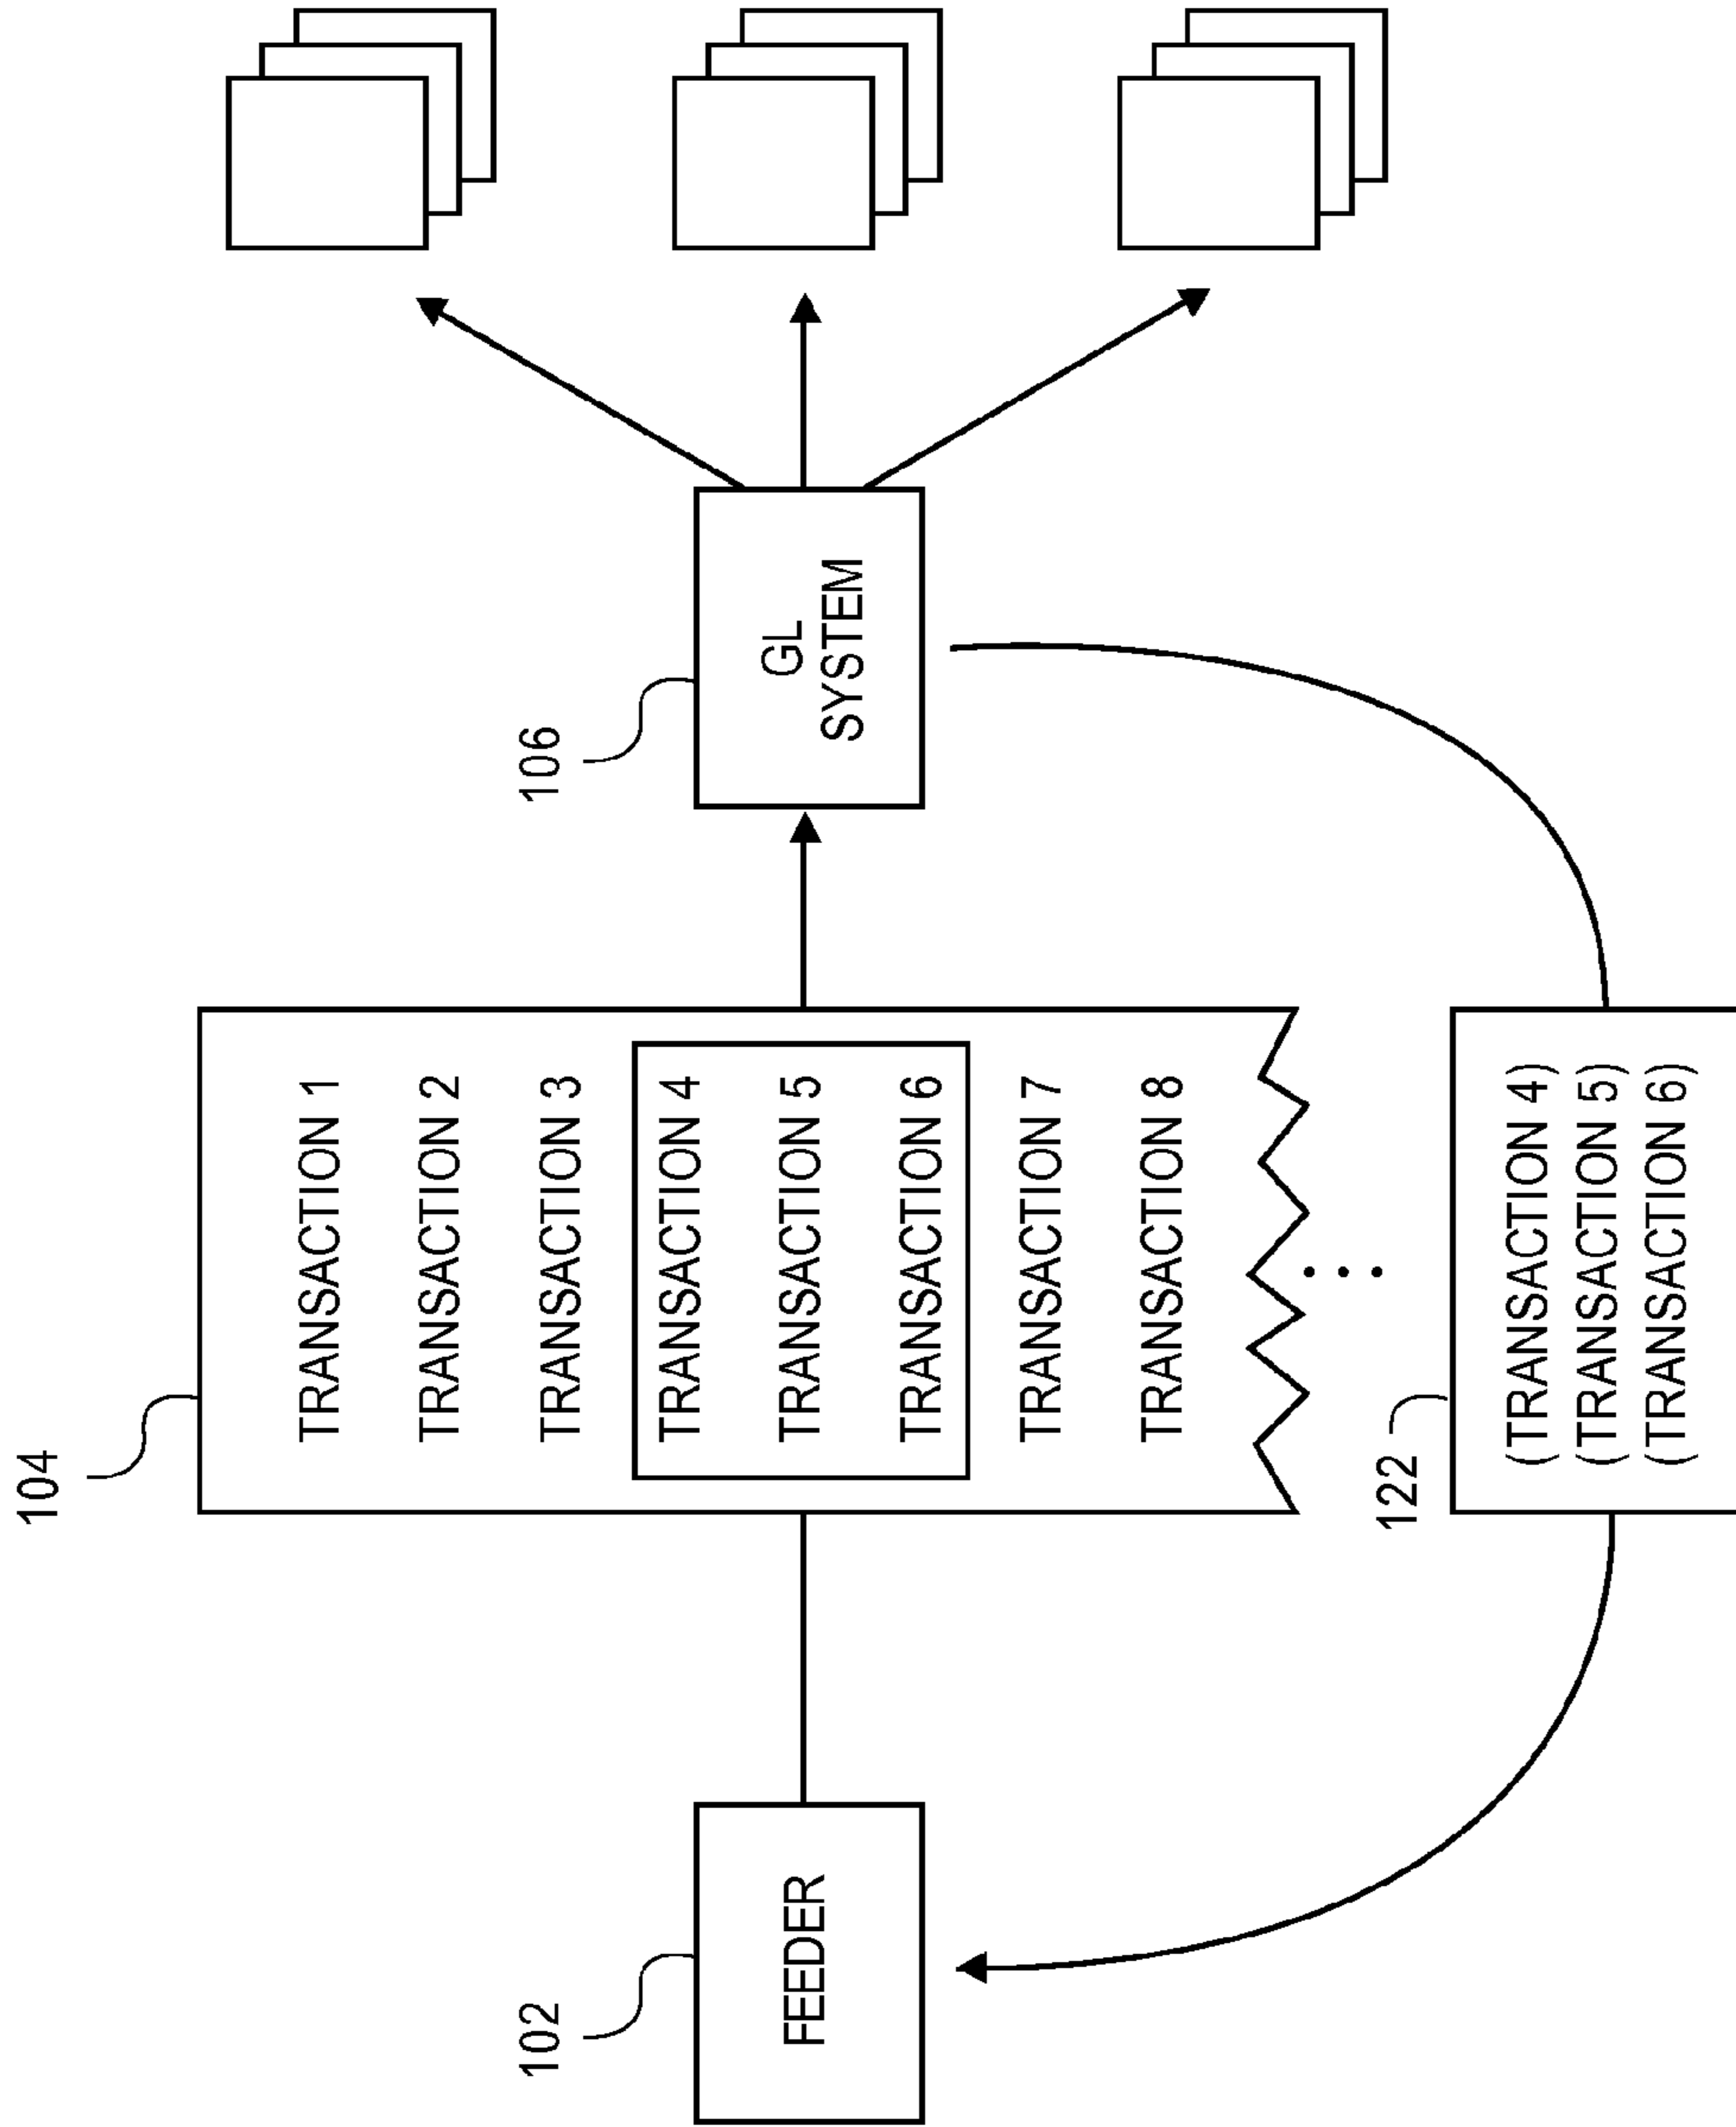 104
TRANSACTION 1
TRANSACTION 2
TRANSACTION 3
TRANSACTION 4
TRANSACTION 5
TRANSACTION 6
TRANSACTION 7
TRANSACTION 8
102
FEEDER
106
GL
SYSTEM
122
(TRANSACTION 4)
(TRANSACTION 5)
(TRANSACTION 6)